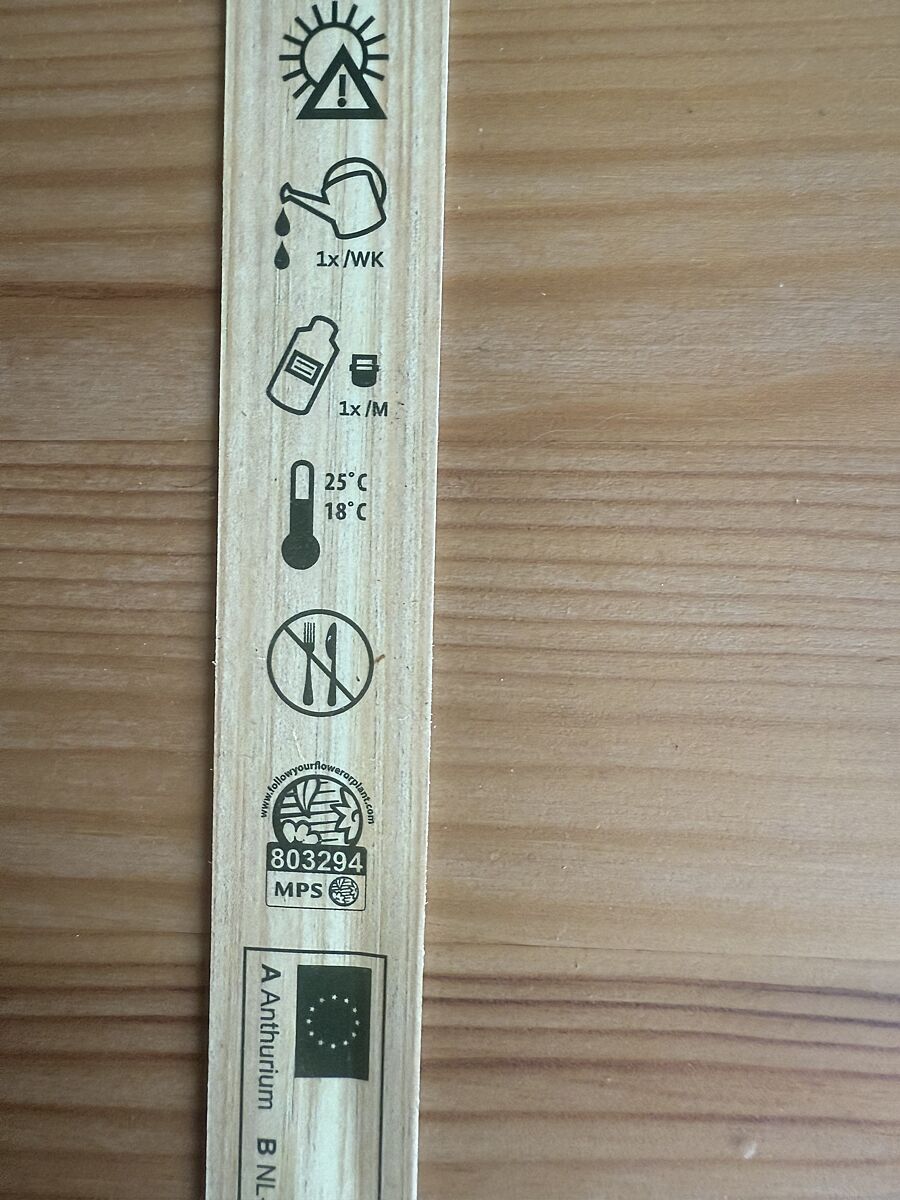 !
1x /WK
1x /M
25°C
18°C
www.followyourflowerorplant.com
803294
MPS
A Anthurium B NL-